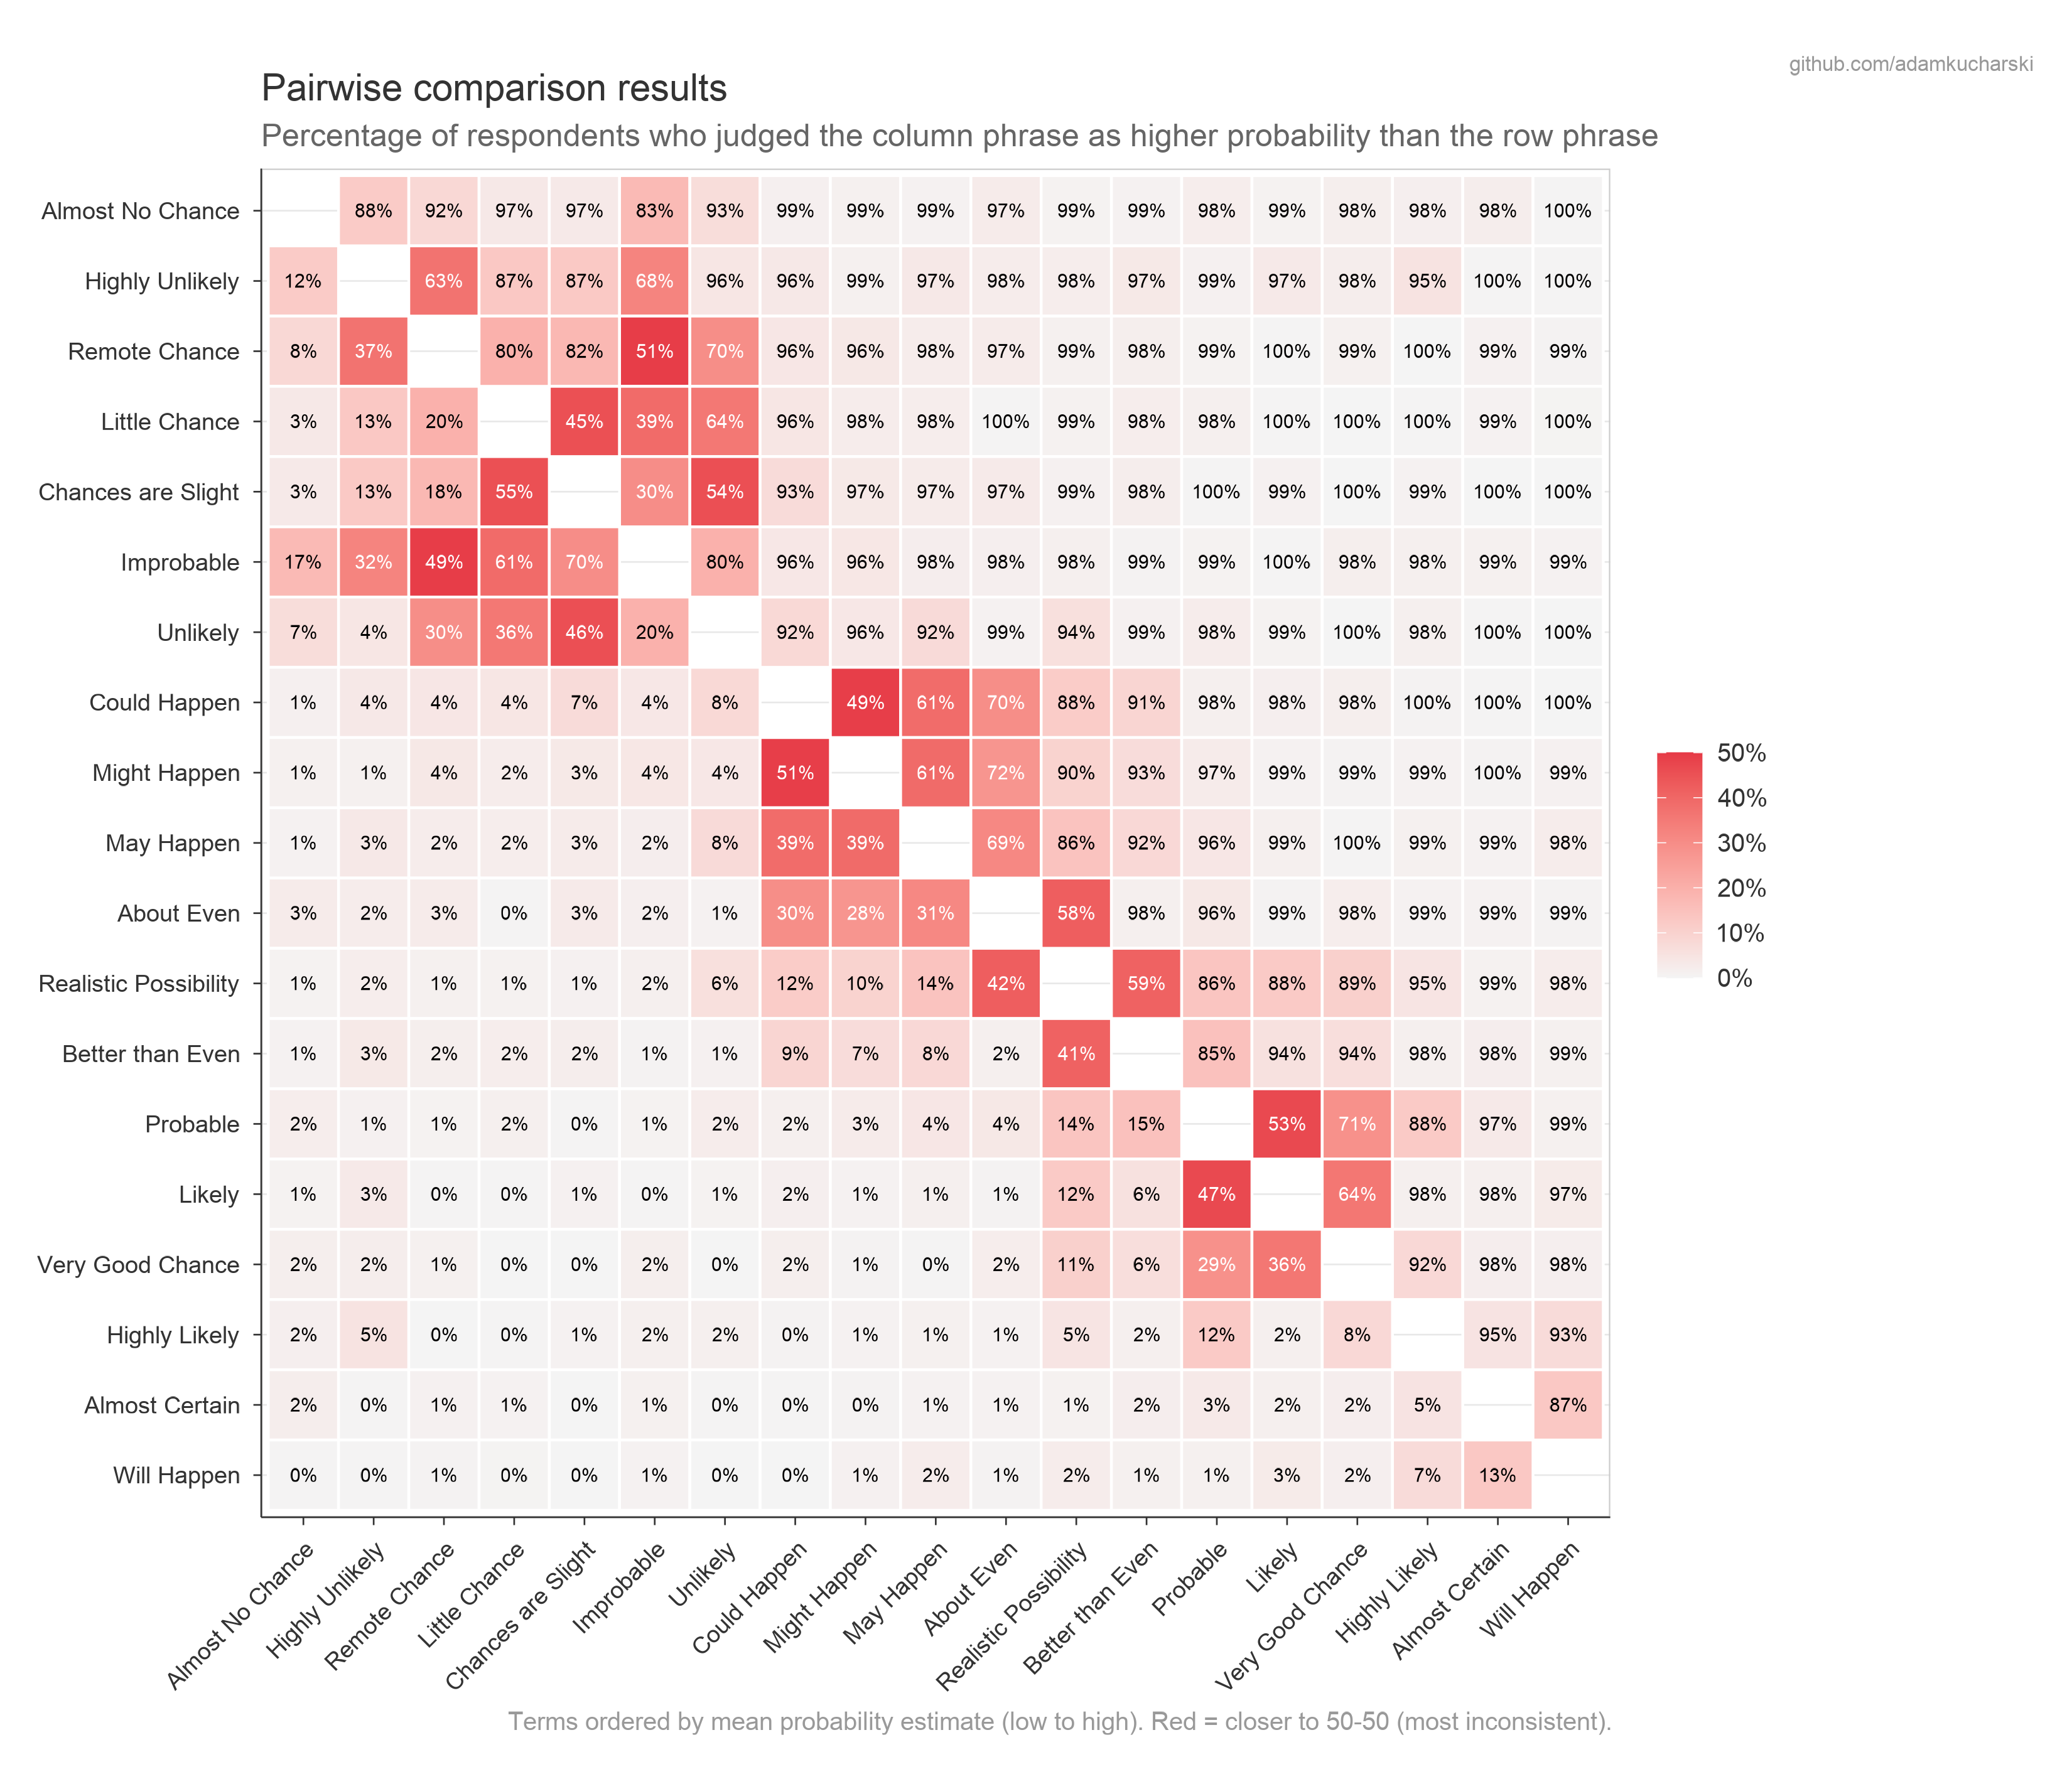 github.com/adamkucharski
Pairwise comparison results
Percentage of respondents who judged the column phrase as higher probability than the row phrase
Almost No Chance 88% 92% 97% 97% 83% 93% 99% 99% 99% 97% 99% 99% 98% 99% 98% 98% 98% 100%
Highly Unlikely 12% 63% 87% 87% 68% 96% 96% 99% 97% 98% 98% 97% 99% 97% 98% 95% 100% 100%
Remote Chance 8% 37% 80% 82% 51% 70% 96% 96% 98% 97% 99% 98% 99% 100% 99% 100% 99% 99%
Little Chance 3% 13% 20% 45% 39% 64% 96% 98% 98% 100% 99% 98% 98% 100% 100% 100% 99% 100%
Chances are Slight 3% 13% 18% 55% 30% 54% 93% 97% 97% 97% 99% 98% 100% 99% 100% 99% 100% 100%
Improbable 17% 32% 49% 61% 70% 80% 96% 96% 98% 98% 98% 99% 99% 100% 98% 98% 99% 99%
Unlikely 7% 4% 30% 36% 46% 20% 92% 96% 92% 99% 94% 99% 98% 99% 100% 98% 100% 100%
Could Happen 1% 4% 4% 4% 7% 4% 8% 49% 61% 70% 88% 91% 98% 98% 98% 100% 100% 100%
Might Happen 1% 1% 4% 2% 3% 4% 4% 51% 61% 72% 90% 93% 97% 99% 99% 99% 100% 99%
May Happen 1% 3% 2% 2% 3% 2% 8% 39% 39% 69% 86% 92% 96% 99% 100% 99% 99% 98%
About Even 3% 2% 3% 0% 3% 2% 1% 30% 28% 31% 58% 98% 96% 99% 98% 99% 99% 99%
Realistic Possibility 1% 2% 1% 1% 1% 2% 6% 12% 10% 14% 42% 59% 86% 88% 89% 95% 99% 98%
Better than Even 1% 3% 2% 2% 2% 1% 1% 9% 7% 8% 2% 41% 85% 94% 94% 98% 98% 99%
Probable 2% 1% 1% 2% 0% 1% 2% 2% 3% 4% 4% 14% 15% 53% 71% 88% 97% 99%
Likely 1% 3% 0% 0% 1% 0% 1% 2% 1% 1% 1% 12% 6% 47% 64% 98% 98% 97%
Very Good Chance 2% 2% 1% 0% 0% 2% 0% 2% 1% 0% 2% 11% 6% 29% 36% 92% 98% 98%
Highly Likely 2% 5% 0% 0% 1% 2% 2% 0% 1% 1% 1% 5% 2% 12% 2% 8% 95% 93%
Almost Certain 2% 0% 1% 1% 0% 1% 0% 0% 0% 1% 1% 1% 2% 3% 2% 2% 5% 87%
Will Happen 0% 0% 1% 0% 0% 1% 0% 0% 1% 2% 1% 2% 1% 1% 3% 2% 7% 13%
50%
40%
30%
20%
10%
0%
Almost No Chance
Highly Unlikely
Remote Chance
Little Chance
Chances are Slight
Improbable
Unlikely
Could Happen
Might Happen
May Happen
About Even
Realistic Possibility
Better than Even
Probable
Likely
Very Good Chance
Highly Likely
Almost Certain
Will Happen
Terms ordered by mean probability estimate (low to high). Red = closer to 50-50 (most inconsistent).